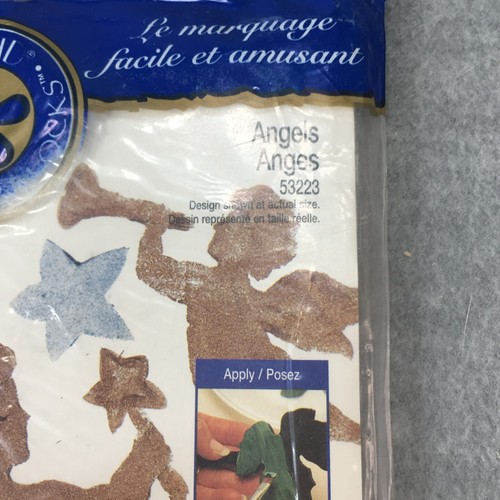 Le marquage
facile et amusant
Angels
Anges
53223
Design shown at actual size.
Dessin représenté en taille réelle.
Apply / Posez